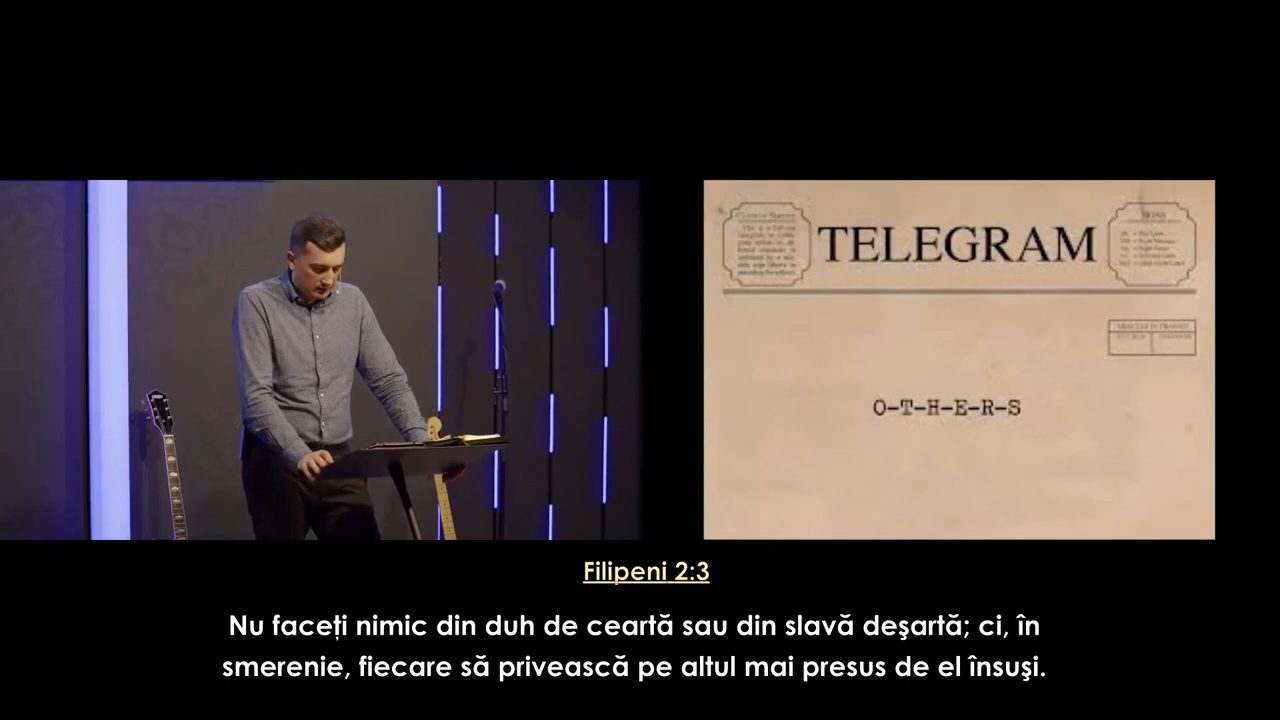 TELEGRAM
O-T-H-E-R-S
Filipeni 2:3
Nu faceți nimic din duh de ceartă sau din slavă deşartă; ci, în
smerenie, fiecare să privească pe altul mai presus de el însuşi.